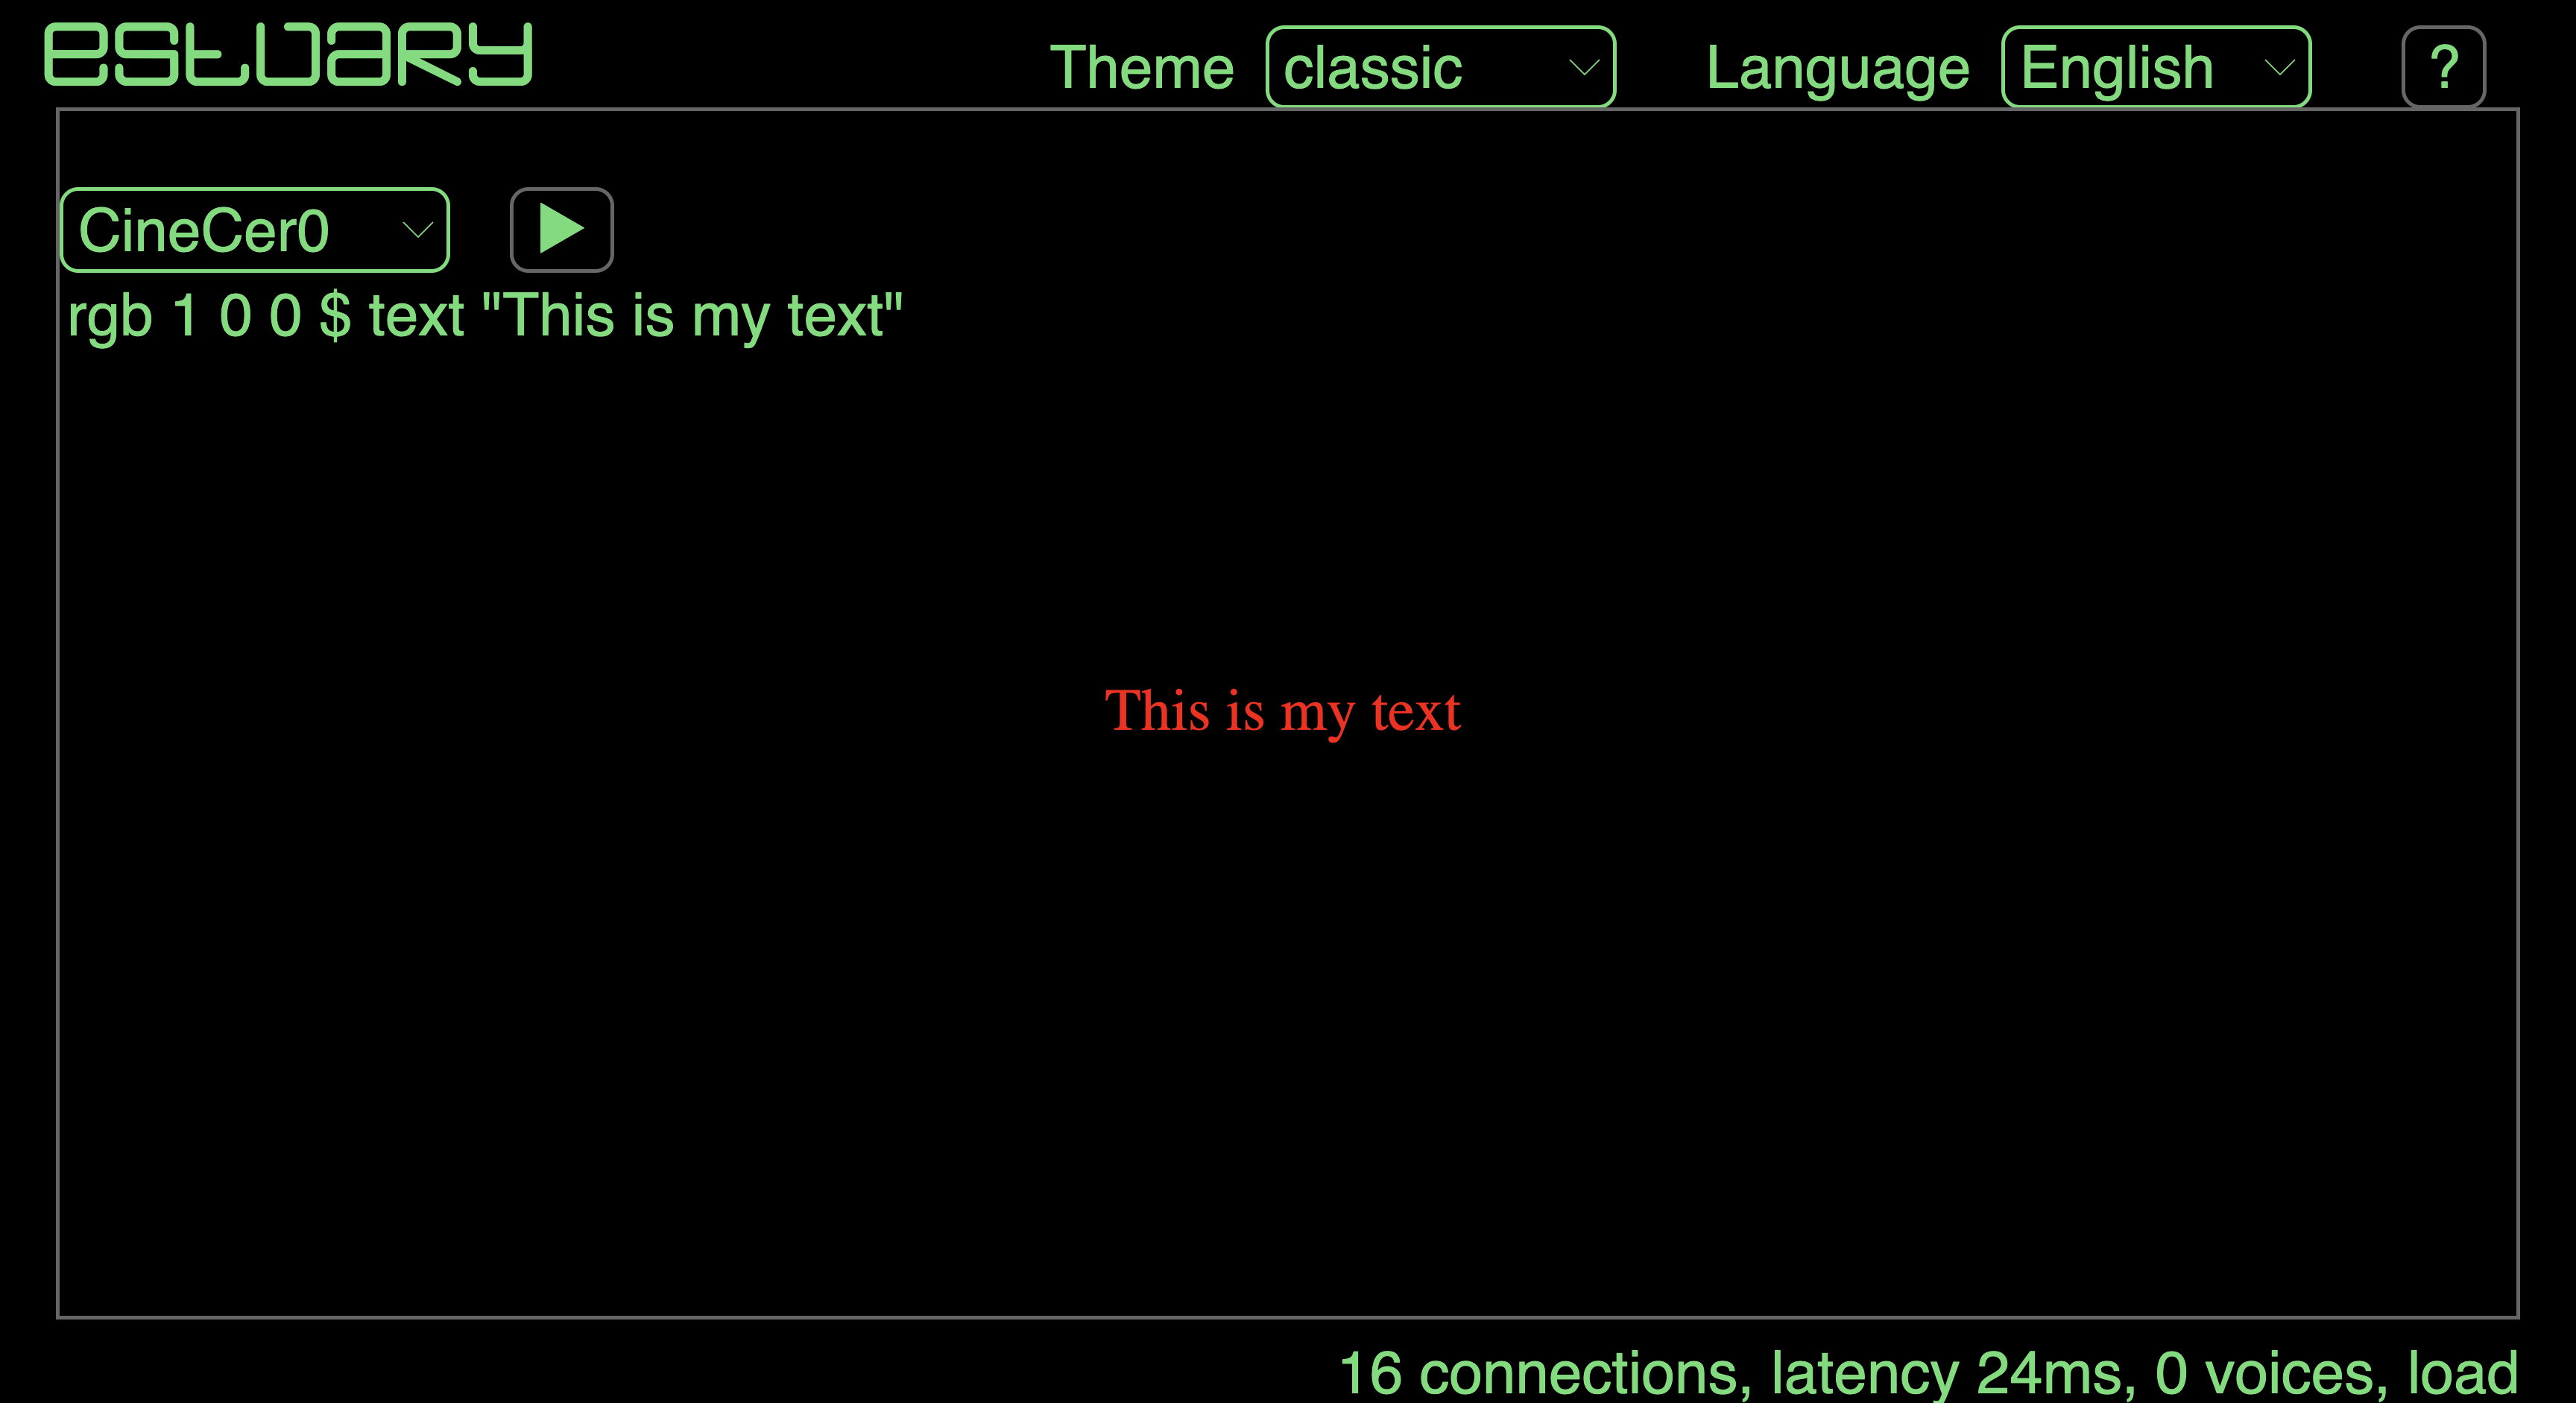 estuary
Theme classic Language English ?
CineCer0
rgb 1 0 0 $ text "This is my text"
This is my text
16 connections, latency 24ms, 0 voices, load